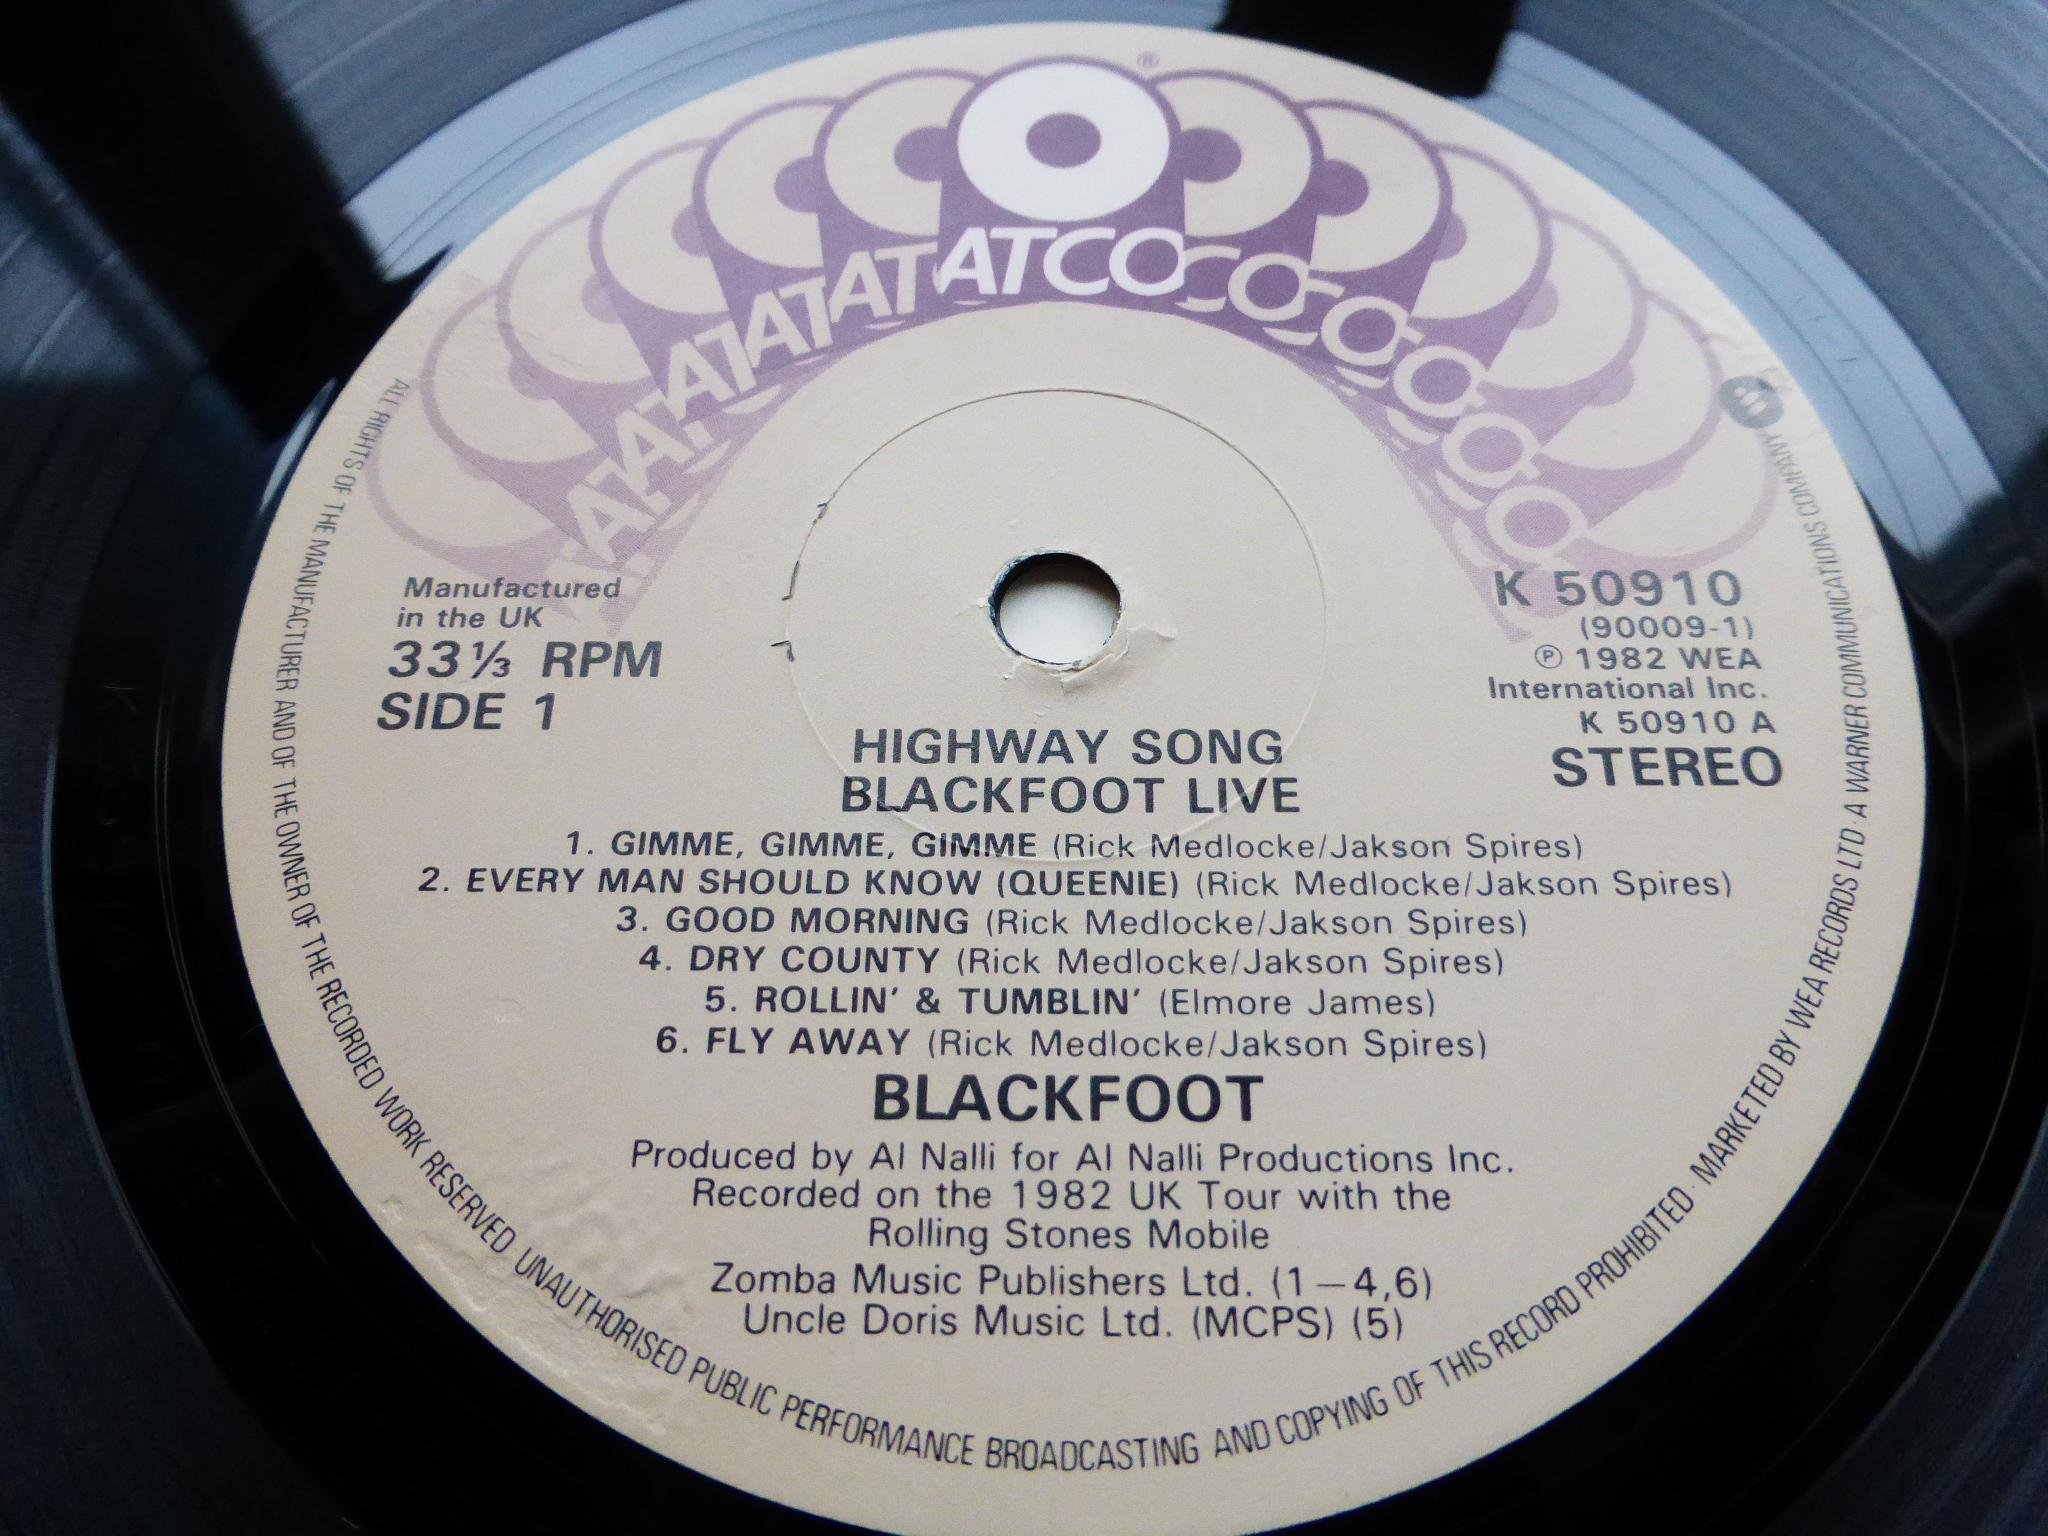 ®
ATCO
Manufactured
in the UK
33⅓ RPM
SIDE 1
K 50910
(90009-1)
℗ 1982 WEA
International Inc.
K 50910 A
STEREO
HIGHWAY SONG
BLACKFOOT LIVE
1. GIMME, GIMME, GIMME (Rick Medlocke/Jakson Spires)
2. EVERY MAN SHOULD KNOW (QUEENIE) (Rick Medlocke/Jakson Spires)
3. GOOD MORNING (Rick Medlocke/Jakson Spires)
4. DRY COUNTY (Rick Medlocke/Jakson Spires)
5. ROLLIN' & TUMBLIN' (Elmore James)
6. FLY AWAY (Rick Medlocke/Jakson Spires)
BLACKFOOT
Produced by Al Nalli for Al Nalli Productions Inc.
Recorded on the 1982 UK Tour with the
Rolling Stones Mobile
Zomba Music Publishers Ltd. (1—4,6)
Uncle Doris Music Ltd. (MCPS) (5)
ALL RIGHTS OF THE MANUFACTURER AND OF THE OWNER OF THE RECORDED WORK RESERVED. UNAUTHORISED PUBLIC PERFORMANCE BROADCASTING AND COPYING OF THIS RECORD PROHIBITED · MARKETED BY WEA RECORDS LTD · A WARNER COMMUNICATIONS COMPANY